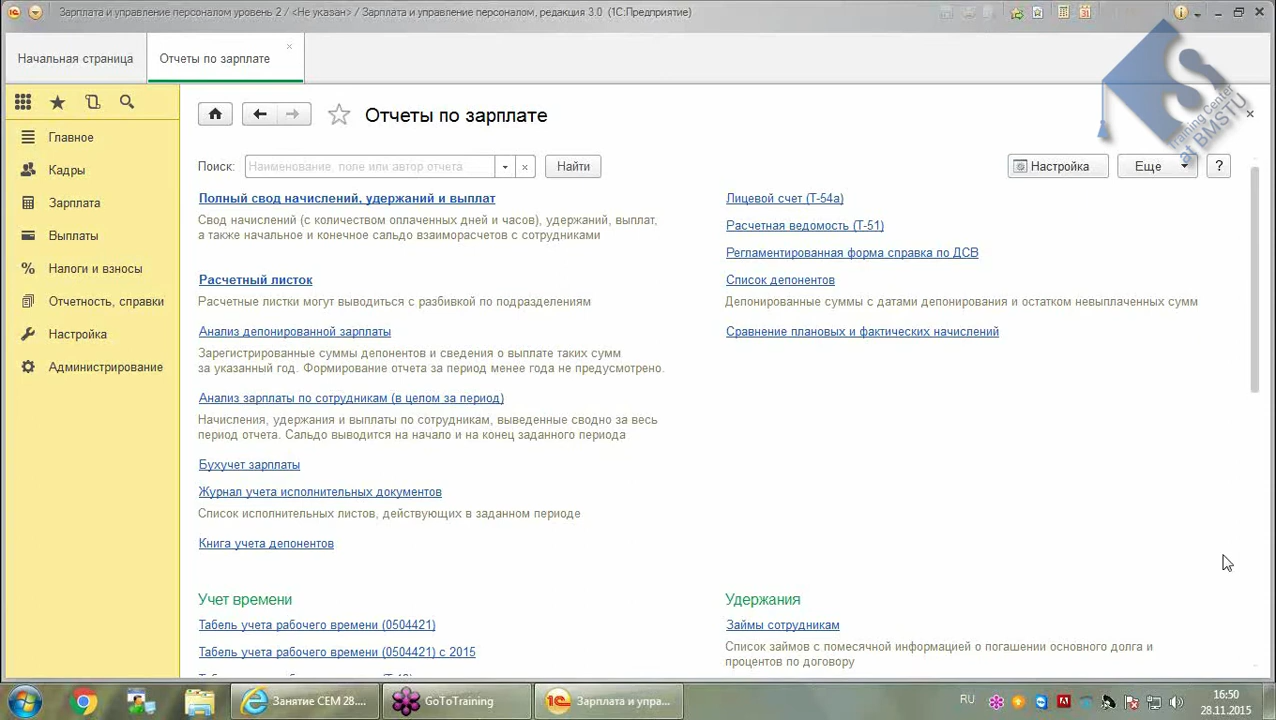 Зарплата и управление персоналом уровень 2 / <Не указан> / Зарплата и управление персоналом, редакция 3.0 (1С:Предприятие)
Начальная страница
Отчеты по зарплате
Training Center
at BMSTU
Отчеты по зарплате
Главное
Кадры
Зарплата
Выплаты
Налоги и взносы
Отчетность, справки
Настройка
Администрирование
Поиск:
Наименование, поле или автор отчета
Найти
Настройка
Еще
?
Полный свод начислений, удержаний и выплат
Свод начислений (с количеством оплаченных дней и часов), удержаний, выплат,
а также начальное и конечное сальдо взаиморасчетов с сотрудниками
Расчетный листок
Расчетные листки могут выводиться с разбивкой по подразделениям
Анализ депонированной зарплаты
Зарегистрированные суммы депонентов и сведения о выплате таких сумм
за указанный год. Формирование отчета за период менее года не предусмотрено.
Анализ зарплаты по сотрудникам (в целом за период)
Начисления, удержания и выплаты по сотрудникам, выведенные сводно за весь
период отчета. Сальдо выводится на начало и на конец заданного периода
Бухучет зарплаты
Журнал учета исполнительных документов
Список исполнительных листов, действующих в заданном периоде
Книга учета депонентов
Лицевой счет (Т-54а)
Расчетная ведомость (Т-51)
Регламентированная форма справка по ДСВ
Список депонентов
Депонированные суммы с датами депонирования и остатком невыплаченных сумм
Сравнение плановых и фактических начислений
Учет времени
Табель учета рабочего времени (0504421)
Табель учета рабочего времени (0504421) с 2015
Удержания
Займы сотрудникам
Список займов с помесячной информацией о погашении основного долга и
процентов по договору
Занятие СЕМ 28....
GoToTraining
Зарплата и упра...
RU
16:50
28.11.2015